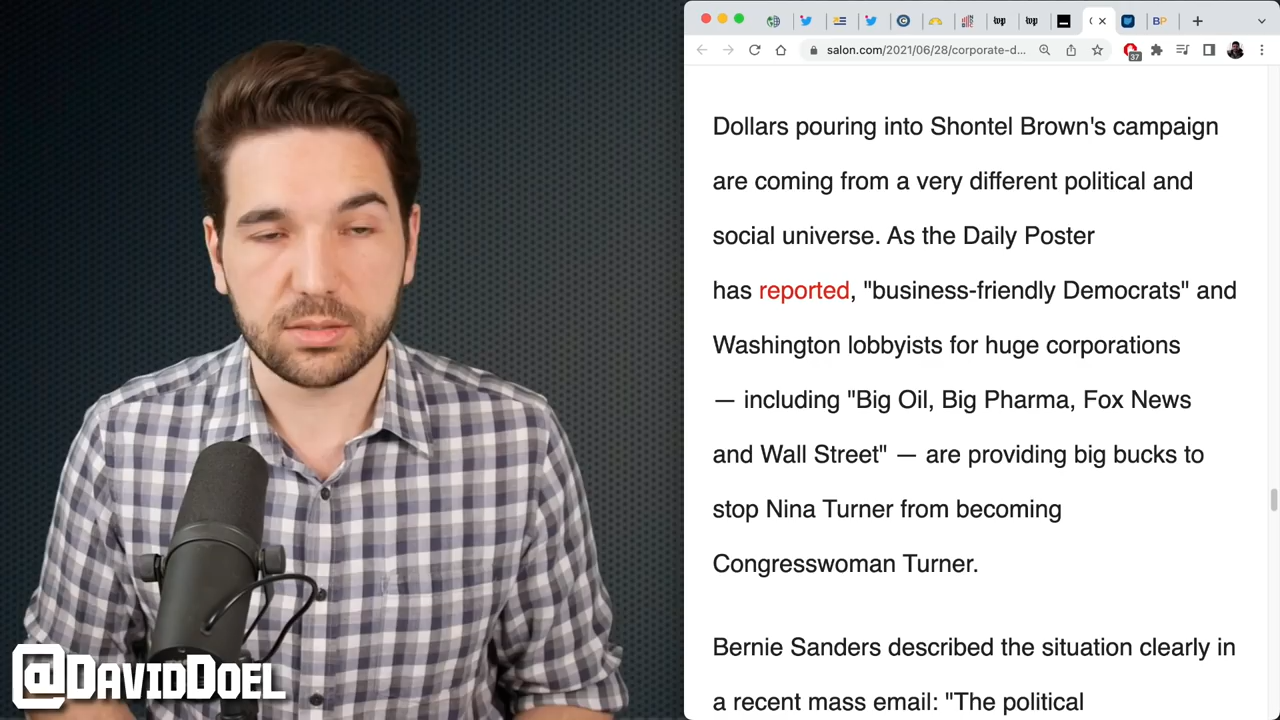 salon.com/2021/06/28/corporate-d...
37
Dollars pouring into Shontel Brown's campaign
are coming from a very different political and
social universe. As the Daily Poster
has reported, "business-friendly Democrats" and
Washington lobbyists for huge corporations
— including "Big Oil, Big Pharma, Fox News
and Wall Street" — are providing big bucks to
stop Nina Turner from becoming
Congresswoman Turner.
Bernie Sanders described the situation clearly in
a recent mass email: "The political
@DAVIDDOEL